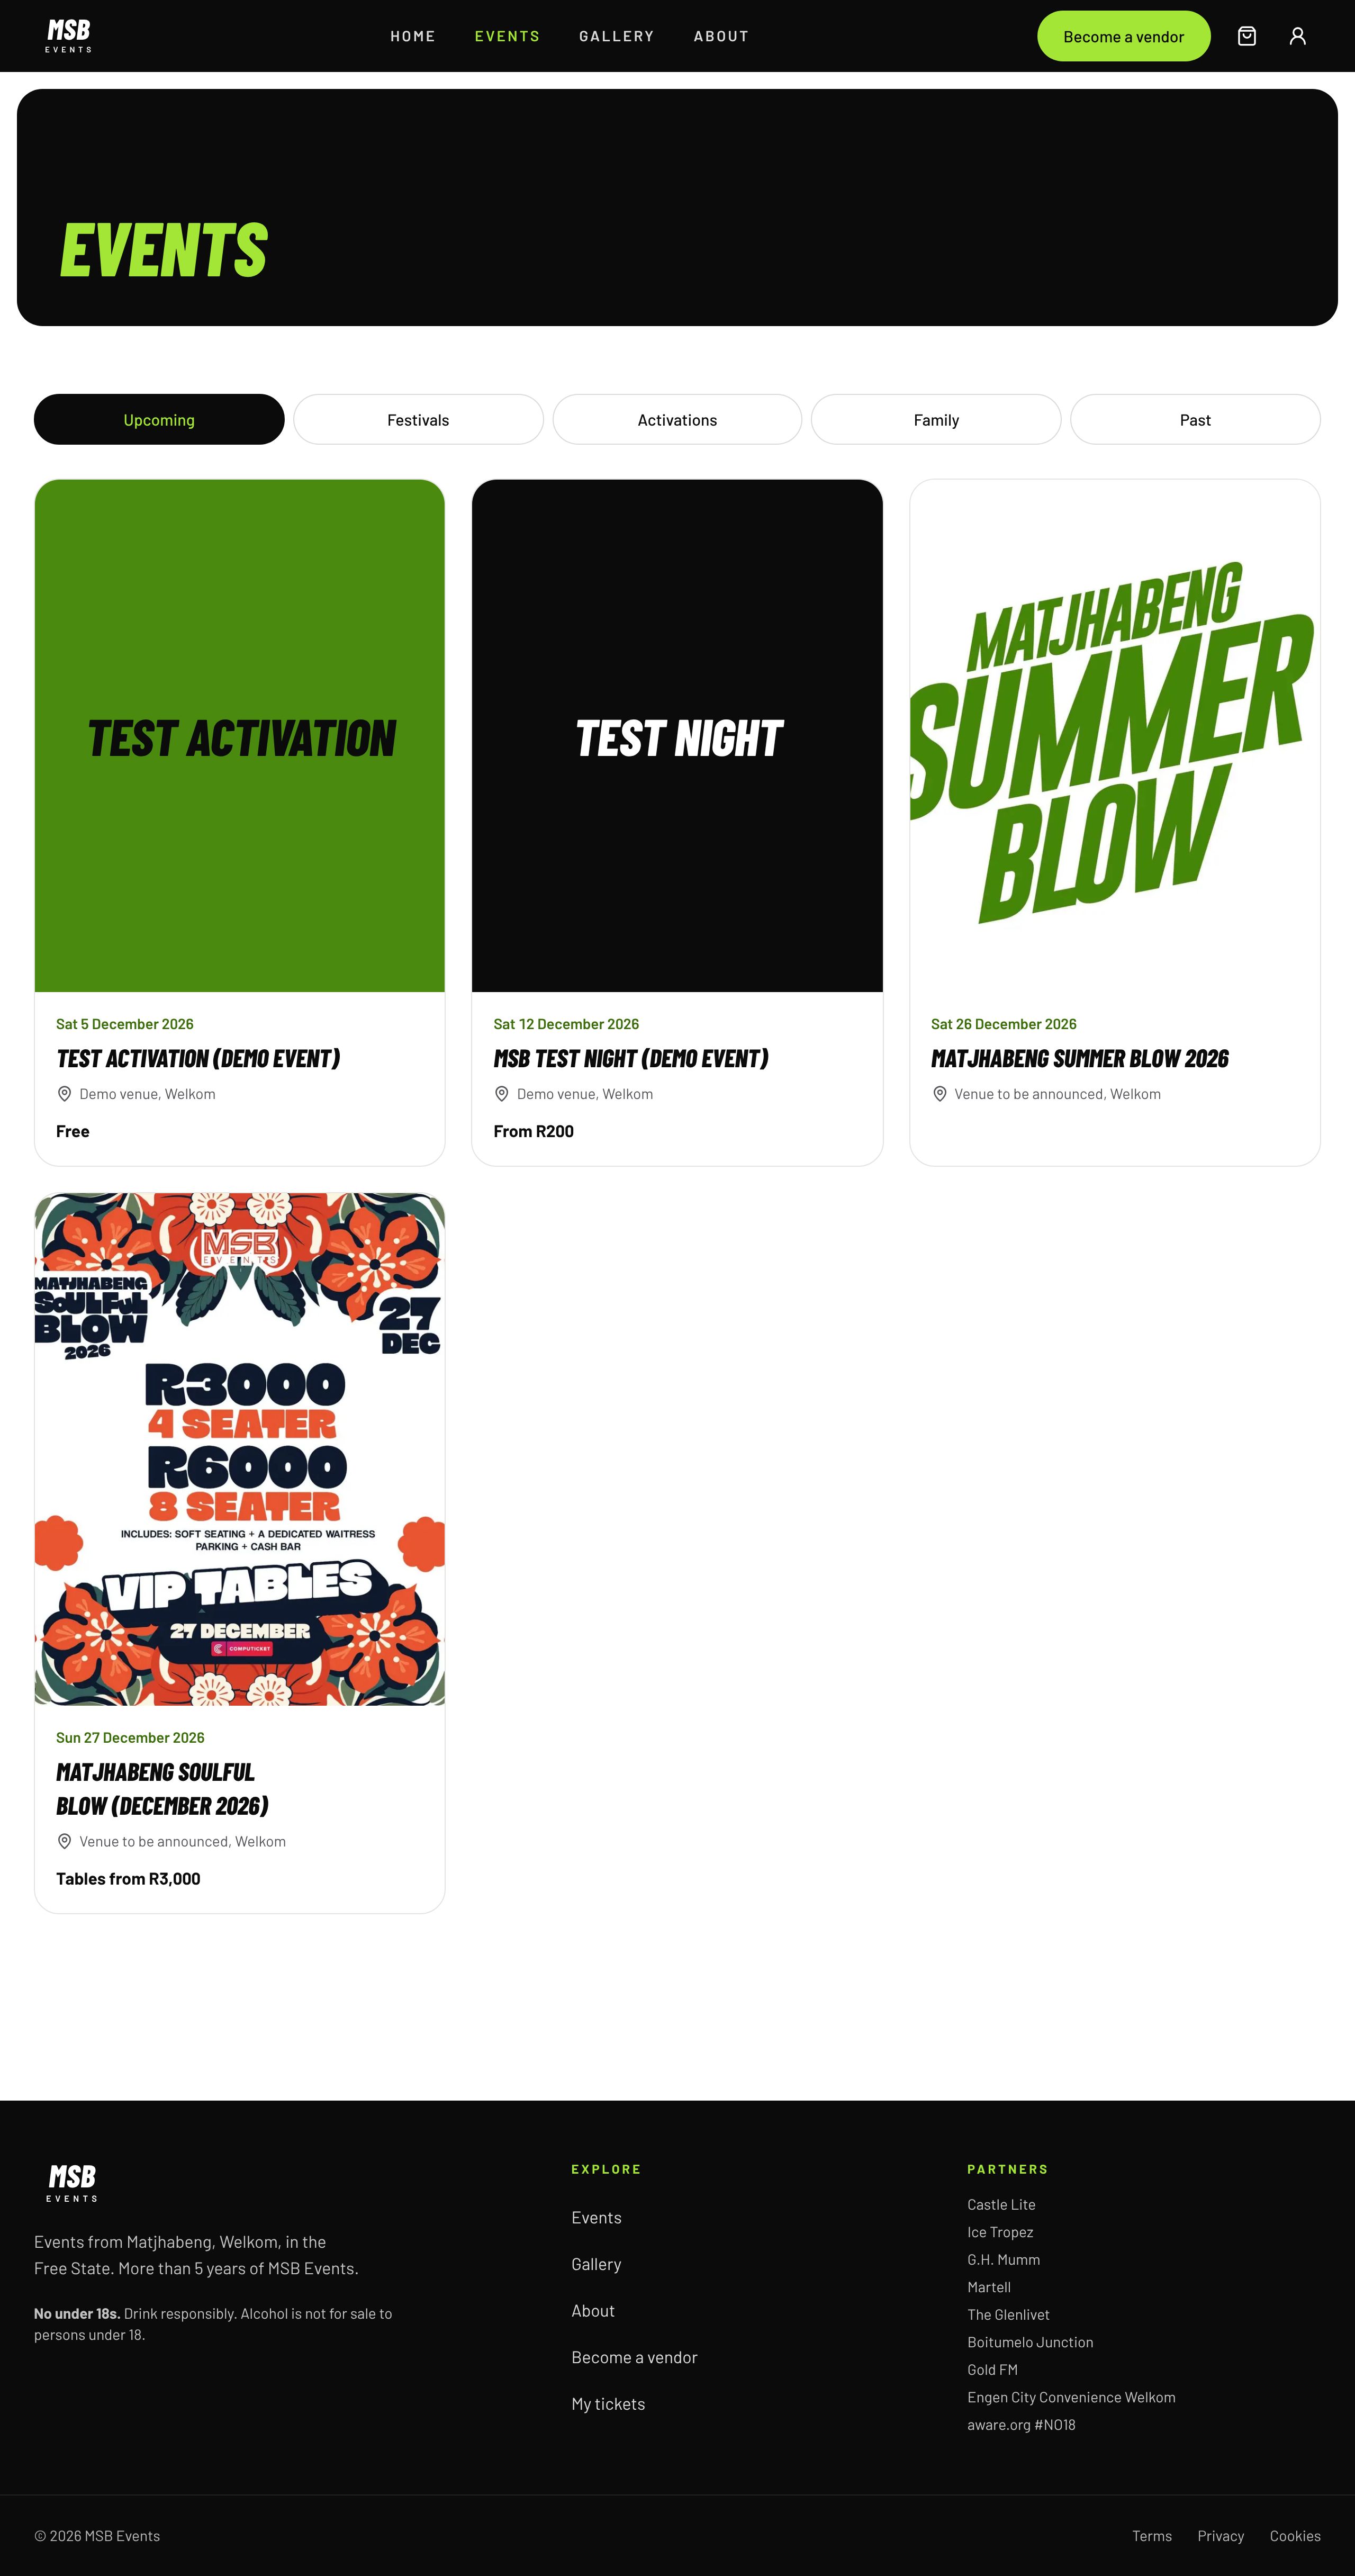 MSB
EVENTS
HOME
EVENTS
GALLERY
ABOUT
Become a vendor
EVENTS
Upcoming
Festivals
Activations
Family
Past
TEST ACTIVATION
Sat 5 December 2026
TEST ACTIVATION (DEMO EVENT)
Demo venue, Welkom
Free
TEST NIGHT
Sat 12 December 2026
MSB TEST NIGHT (DEMO EVENT)
Demo venue, Welkom
From R200
MATJHABENG
SUMMER
BLOW
Sat 26 December 2026
MATJHABENG SUMMER BLOW 2026
Venue to be announced, Welkom
MSB
EVENTS
MATJHABENG
SOULFUL
BLOW
2026
27
DEC
R3000
4 SEATER
R6000
8 SEATER
INCLUDES: SOFT SEATING + A DEDICATED WAITRESS
PARKING + CASH BAR
VIP TABLES
27 DECEMBER
COMPUTICKET
Sun 27 December 2026
MATJHABENG SOULFUL
BLOW (DECEMBER 2026)
Venue to be announced, Welkom
Tables from R3,000
MSB
EVENTS
Events from Matjhabeng, Welkom, in the
Free State. More than 5 years of MSB Events.
No under 18s. Drink responsibly. Alcohol is not for sale to
persons under 18.
EXPLORE
Events
Gallery
About
Become a vendor
My tickets
PARTNERS
Castle Lite
Ice Tropez
G.H. Mumm
Martell
The Glenlivet
Boitumelo Junction
Gold FM
Engen City Convenience Welkom
aware.org #NO18
© 2026 MSB Events
Terms
Privacy
Cookies